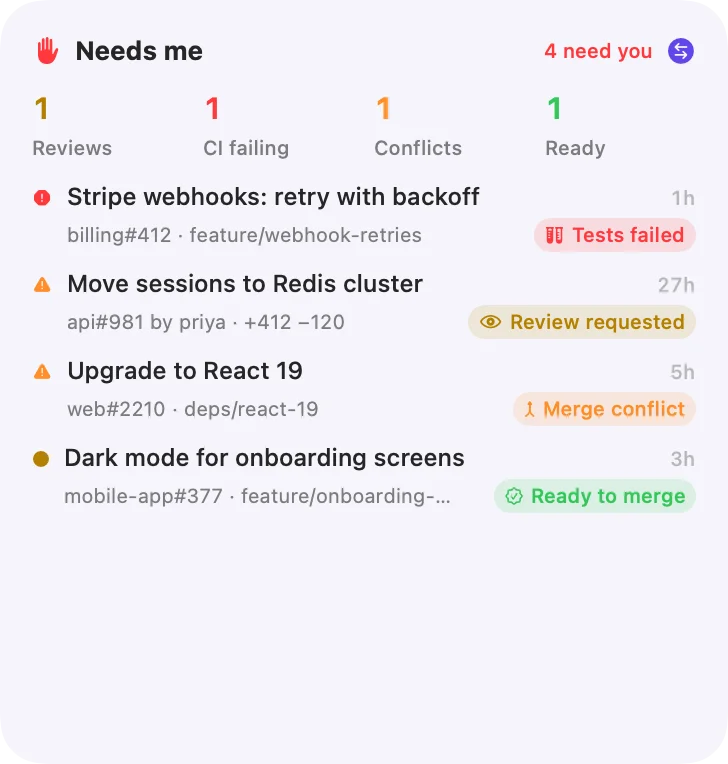 Needs me
4 need you
1 1 1 1
Reviews CI failing Conflicts Ready
Stripe webhooks: retry with backoff 1h
billing#412 · feature/webhook-retries Tests failed
Move sessions to Redis cluster 27h
api#981 by priya · +412 −120 Review requested
Upgrade to React 19 5h
web#2210 · deps/react-19 Merge conflict
Dark mode for onboarding screens 3h
mobile-app#377 · feature/onboarding-... Ready to merge